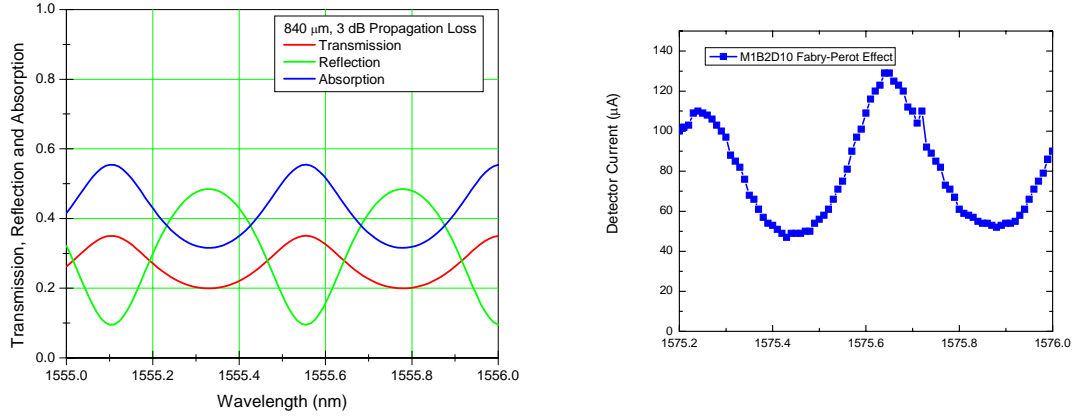 840 μm, 3 dB Propagation Loss
Transmission
Reflection
Absorption
Transmission, Reflection and Absorption
1.0
0.8
0.6
0.4
0.2
0.0
1555.0 1555.2 1555.4 1555.6 1555.8 1556.0
Wavelength (nm)
M1B2D10 Fabry-Perot Effect
Detector Current (μA)
140
120
100
80
60
40
20
0
1575.2 1575.4 1575.6 1575.8 1576.0